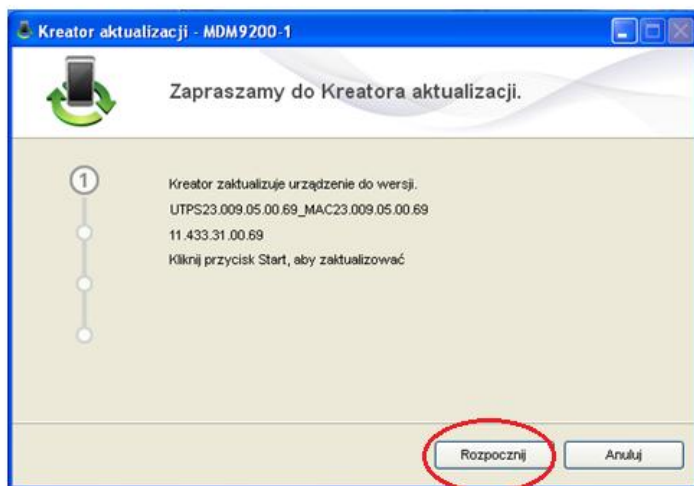 Kreator aktualizacji - MDM9200-1
Zapraszamy do Kreatora aktualizacji.
1
Kreator zaktualizuje urządzenie do wersji.
UTPS23.009.05.00.69_MAC23.009.05.00.69
11.433.31.00.69
Kliknij przycisk Start, aby zaktualizować
Rozpocznij
Anuluj